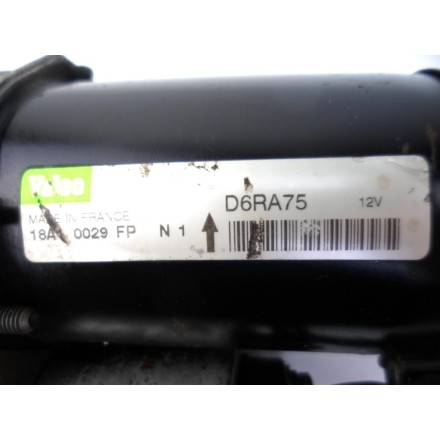 Valeo
MADE IN FRANCE
D6RA75 12V
0029 FP N 1